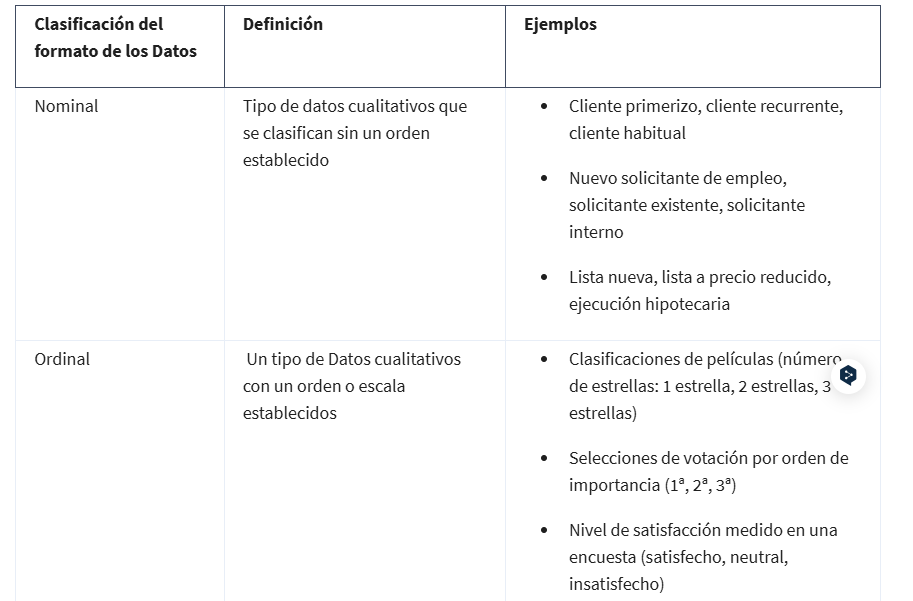 Clasificación del
formato de los Datos
Definición
Ejemplos
Nominal
Tipo de datos cualitativos que
se clasifican sin un orden
establecido
• Cliente primerizo, cliente recurrente,
cliente habitual
• Nuevo solicitante de empleo,
solicitante existente, solicitante
interno
• Lista nueva, lista a precio reducido,
ejecución hipotecaria
Ordinal
Un tipo de Datos cualitativos
con un orden o escala
establecidos
• Clasificaciones de películas (número
de estrellas: 1 estrella, 2 estrellas, 3
estrellas)
• Selecciones de votación por orden de
importancia (1ª, 2ª, 3ª)
• Nivel de satisfacción medido en una
encuesta (satisfecho, neutral,
insatisfecho)